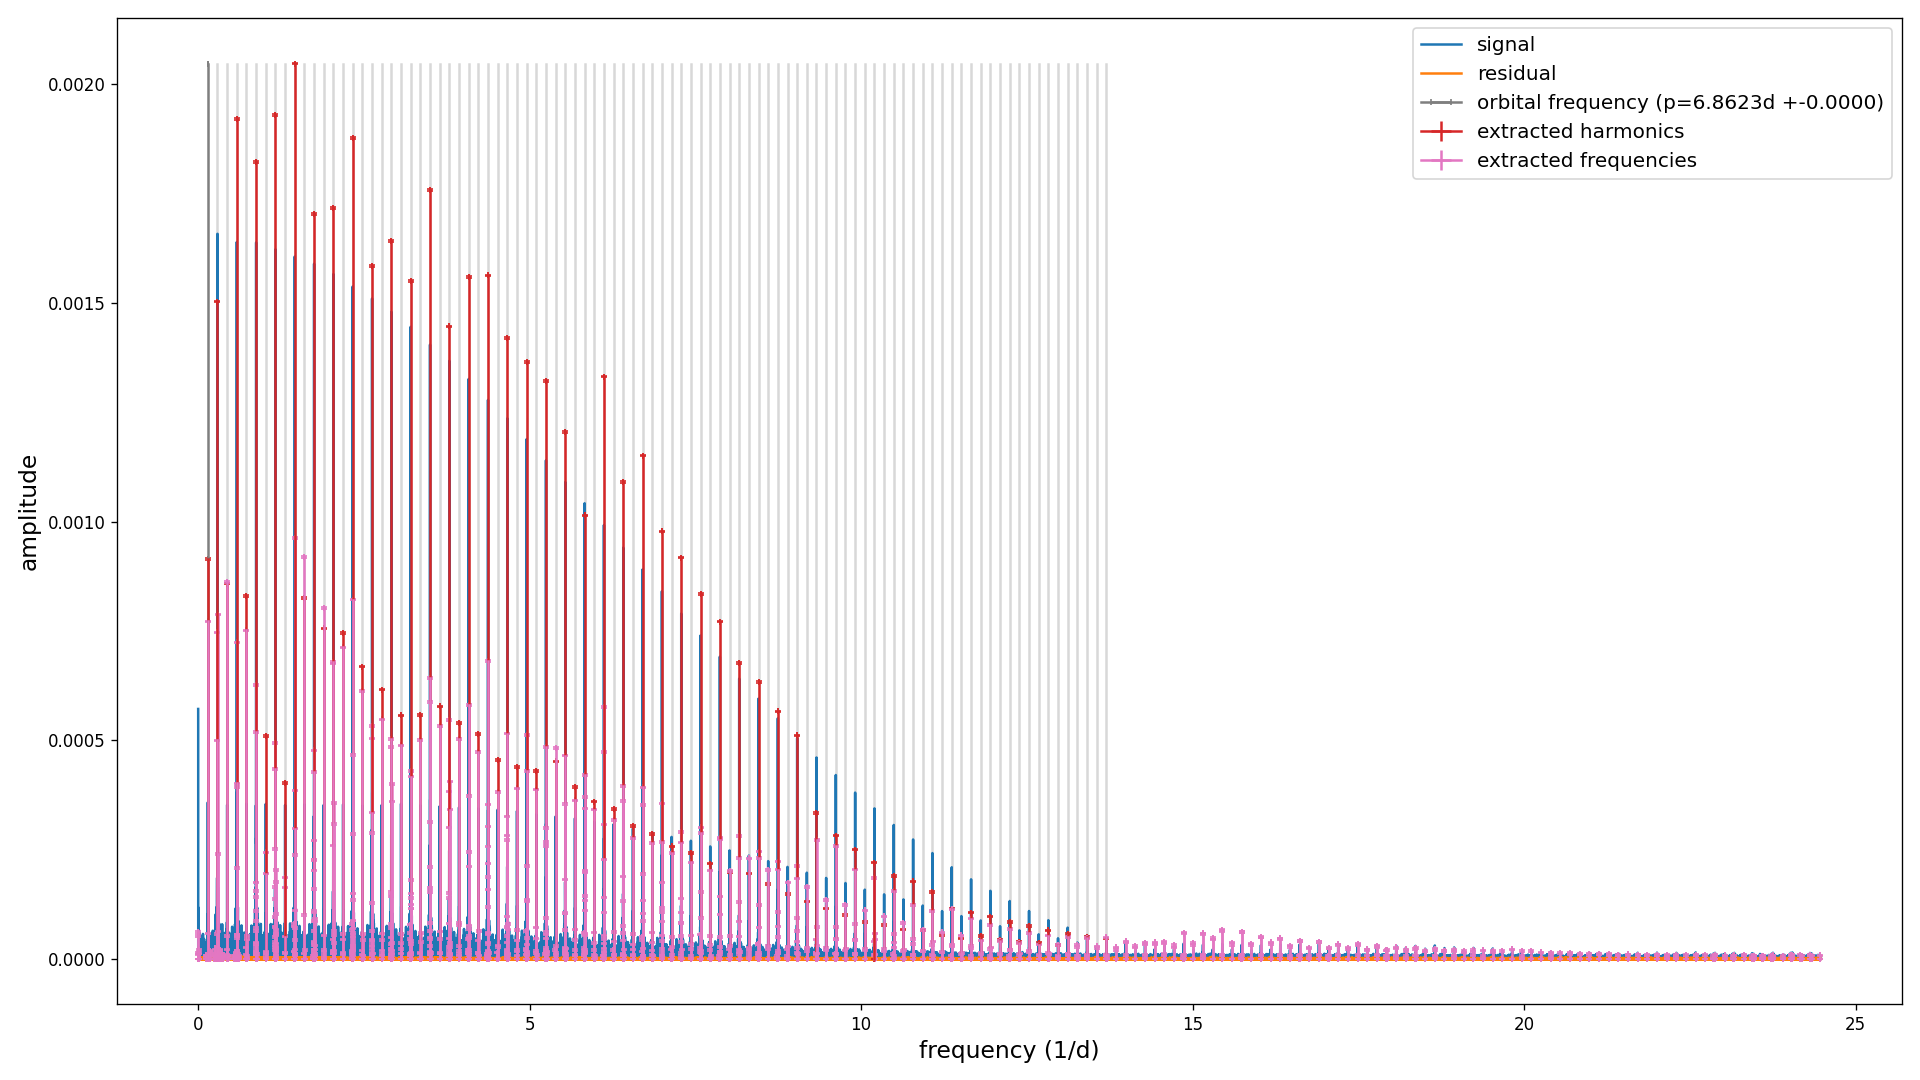 signal
residual
orbital frequency (p=6.8623d +-0.0000)
extracted harmonics
extracted frequencies
0.0020
0.0015
0.0010
0.0005
0.0000
amplitude
0 5 10 15 20 25
frequency (1/d)